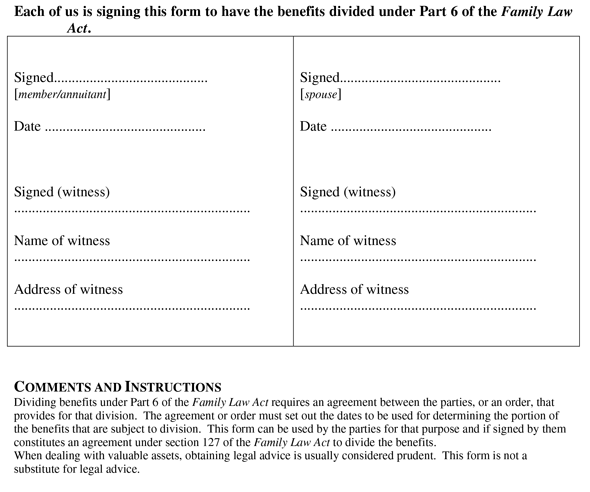 Each of us is signing this form to have the benefits divided under Part 6 of the Family Law
Act.
Signed...........................................
[member/annuitant]
Date .............................................
Signed (witness)
..................................................................
Name of witness
..................................................................
Address of witness
..................................................................
Signed.............................................
[spouse]
Date .............................................
Signed (witness)
..................................................................
Name of witness
..................................................................
Address of witness
..................................................................
COMMENTS AND INSTRUCTIONS
Dividing benefits under Part 6 of the Family Law Act requires an agreement between the parties, or an order, that
provides for that division. The agreement or order must set out the dates to be used for determining the portion of
the benefits that are subject to division. This form can be used by the parties for that purpose and if signed by them
constitutes an agreement under section 127 of the Family Law Act to divide the benefits.
When dealing with valuable assets, obtaining legal advice is usually considered prudent. This form is not a
substitute for legal advice.